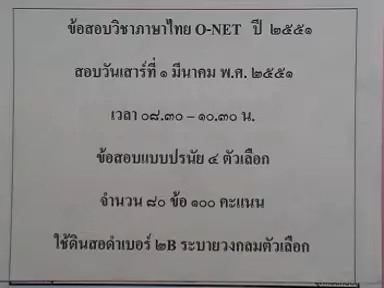 ข้อสอบวิชาภาษาไทย O-NET ปี ๒๕๕๑
สอบวันเสาร์ที่ ๑ มีนาคม พ.ศ. ๒๕๕๑
เวลา ๐๘.๓๐ – ๑๐.๓๐ น.
ข้อสอบแบบปรนัย ๔ ตัวเลือก
จำนวน ๘๐ ข้อ ๑๐๐ คะแนน
ใช้ดินสอดำเบอร์ ๒B ระบายวงกลมตัวเลือก